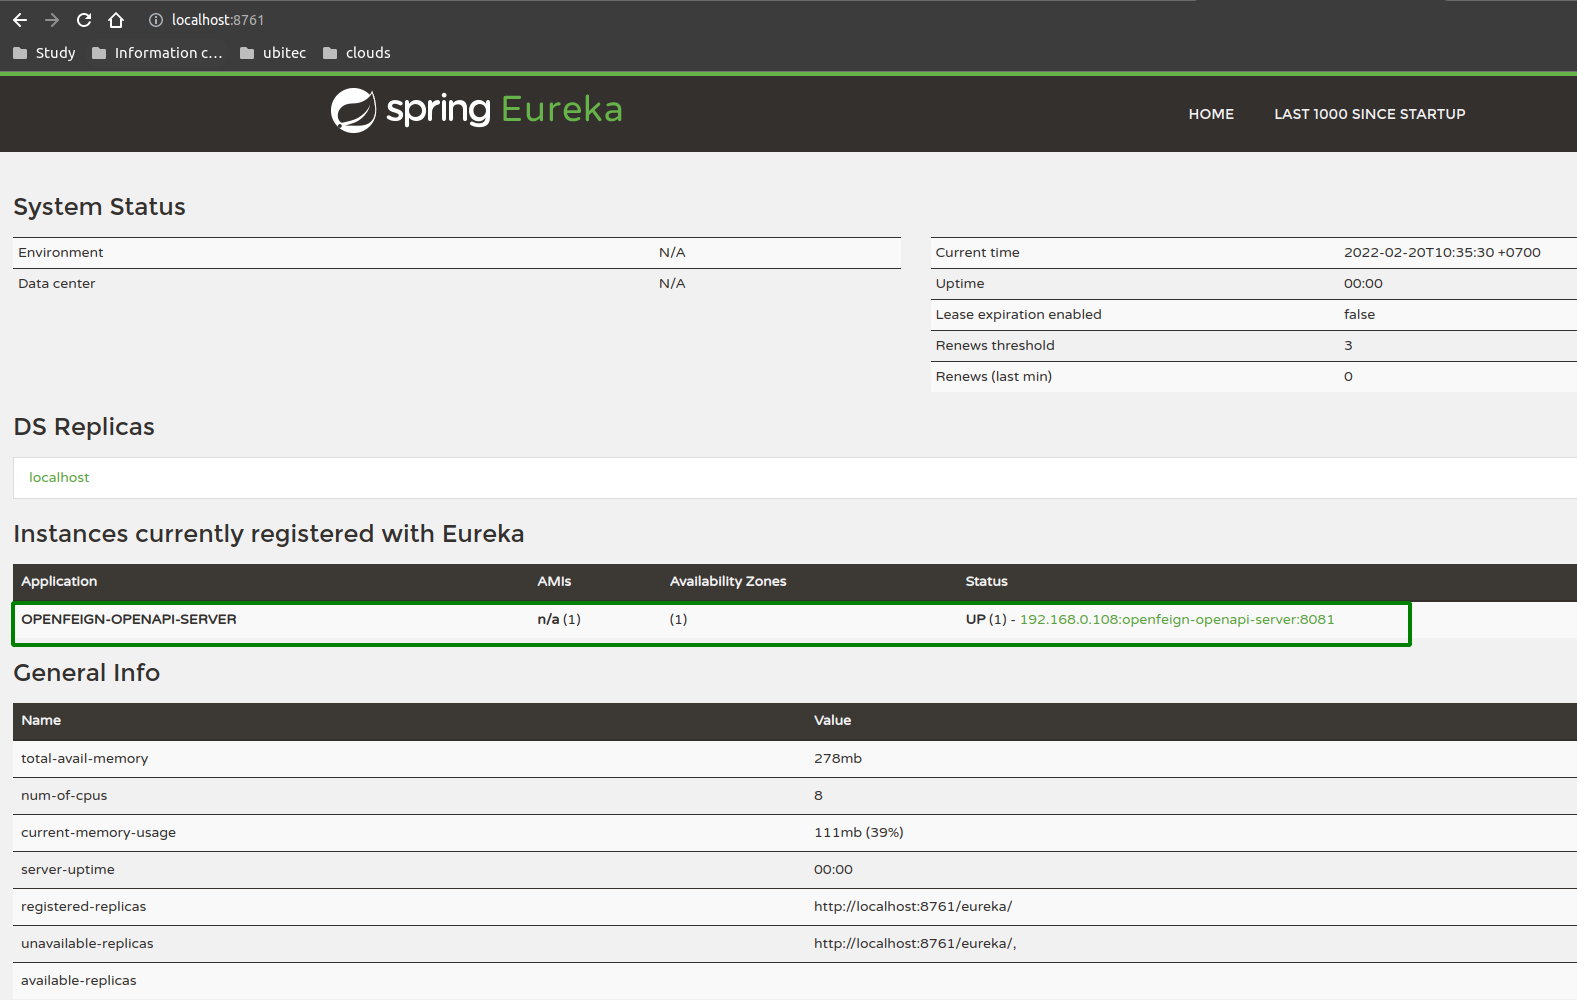 localhost:8761
Study Information c... ubitec clouds
spring Eureka HOME LAST 1000 SINCE STARTUP
System Status
Environment N/A
Data center N/A
Current time 2022-02-20T10:35:30 +0700
Uptime 00:00
Lease expiration enabled false
Renews threshold 3
Renews (last min) 0
DS Replicas
localhost
Instances currently registered with Eureka
Application AMIs Availability Zones Status
OPENFEIGN-OPENAPI-SERVER n/a (1) (1) UP (1) - 192.168.0.108:openfeign-openapi-server:8081
General Info
Name Value
total-avail-memory 278mb
num-of-cpus 8
current-memory-usage 111mb (39%)
server-uptime 00:00
registered-replicas http://localhost:8761/eureka/
unavailable-replicas http://localhost:8761/eureka/,
available-replicas